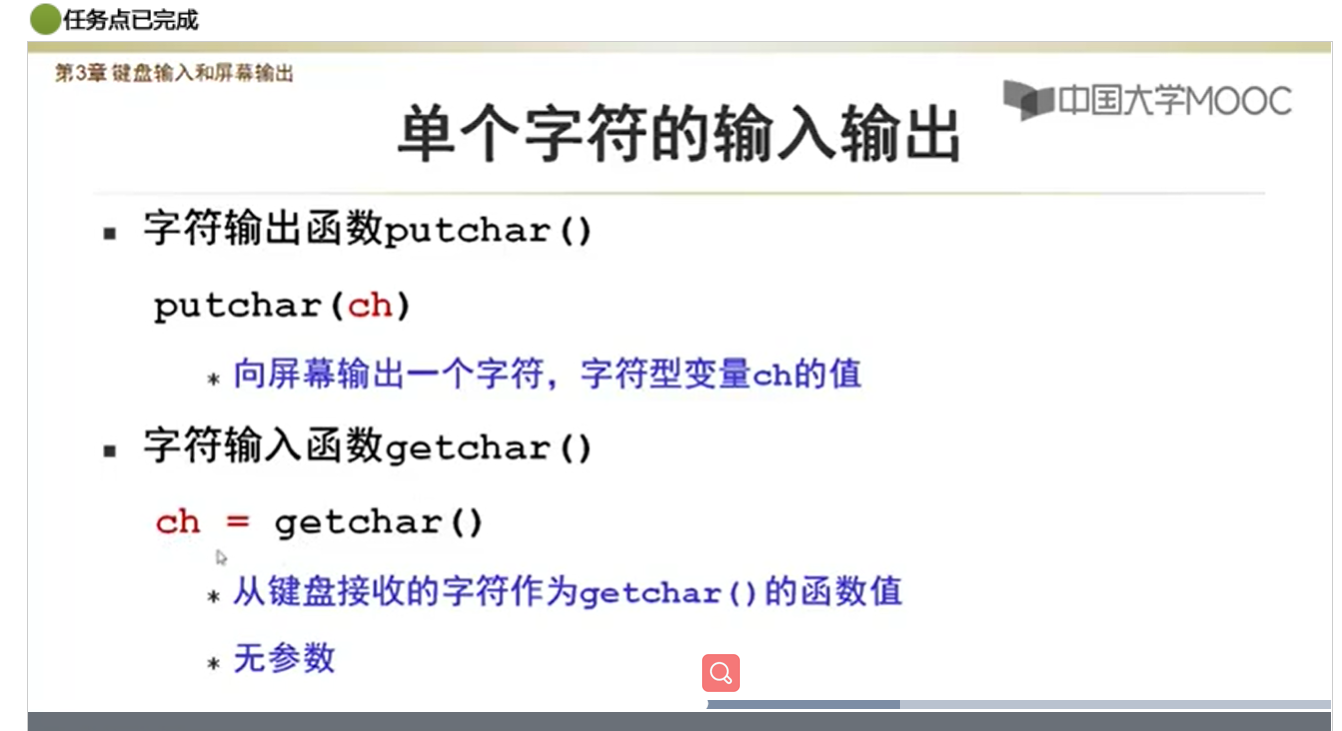 任务点已完成
第3章 键盘输入和屏幕输出
中国大学MOOC
单个字符的输入输出
▪ 字符输出函数putchar()
putchar(ch)
* 向屏幕输出一个字符，字符型变量ch的值
▪ 字符输入函数getchar()
ch = getchar()
* 从键盘接收的字符作为getchar()的函数值
* 无参数